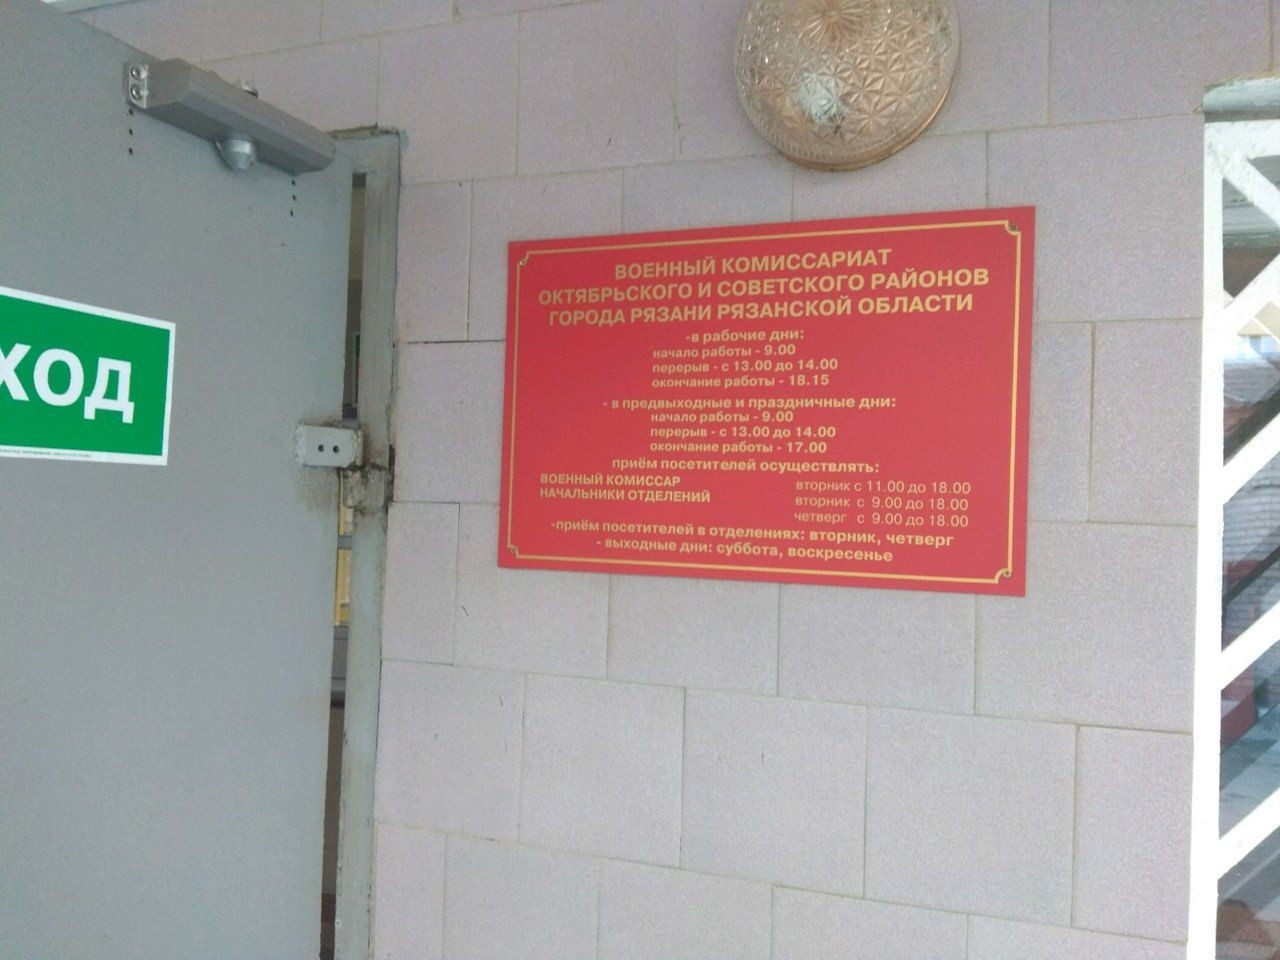 ХОД
ВОЕННЫЙ КОМИССАРИАТ
ОКТЯБРЬСКОГО И СОВЕТСКОГО РАЙОНОВ
ГОРОДА РЯЗАНИ РЯЗАНСКОЙ ОБЛАСТИ
-в рабочие дни:
начало работы - 9.00
перерыв - с 13.00 до 14.00
окончание работы - 18.15
- в предвыходные и праздничные дни:
начало работы - 9.00
перерыв - с 13.00 до 14.00
окончание работы - 17.00
приём посетителей осуществлять:
ВОЕННЫЙ КОМИССАР вторник с 11.00 до 18.00
НАЧАЛЬНИКИ ОТДЕЛЕНИЙ вторник с 9.00 до 18.00
четверг с 9.00 до 18.00
-приём посетителей в отделениях: вторник, четверг
- выходные дни: суббота, воскресенье